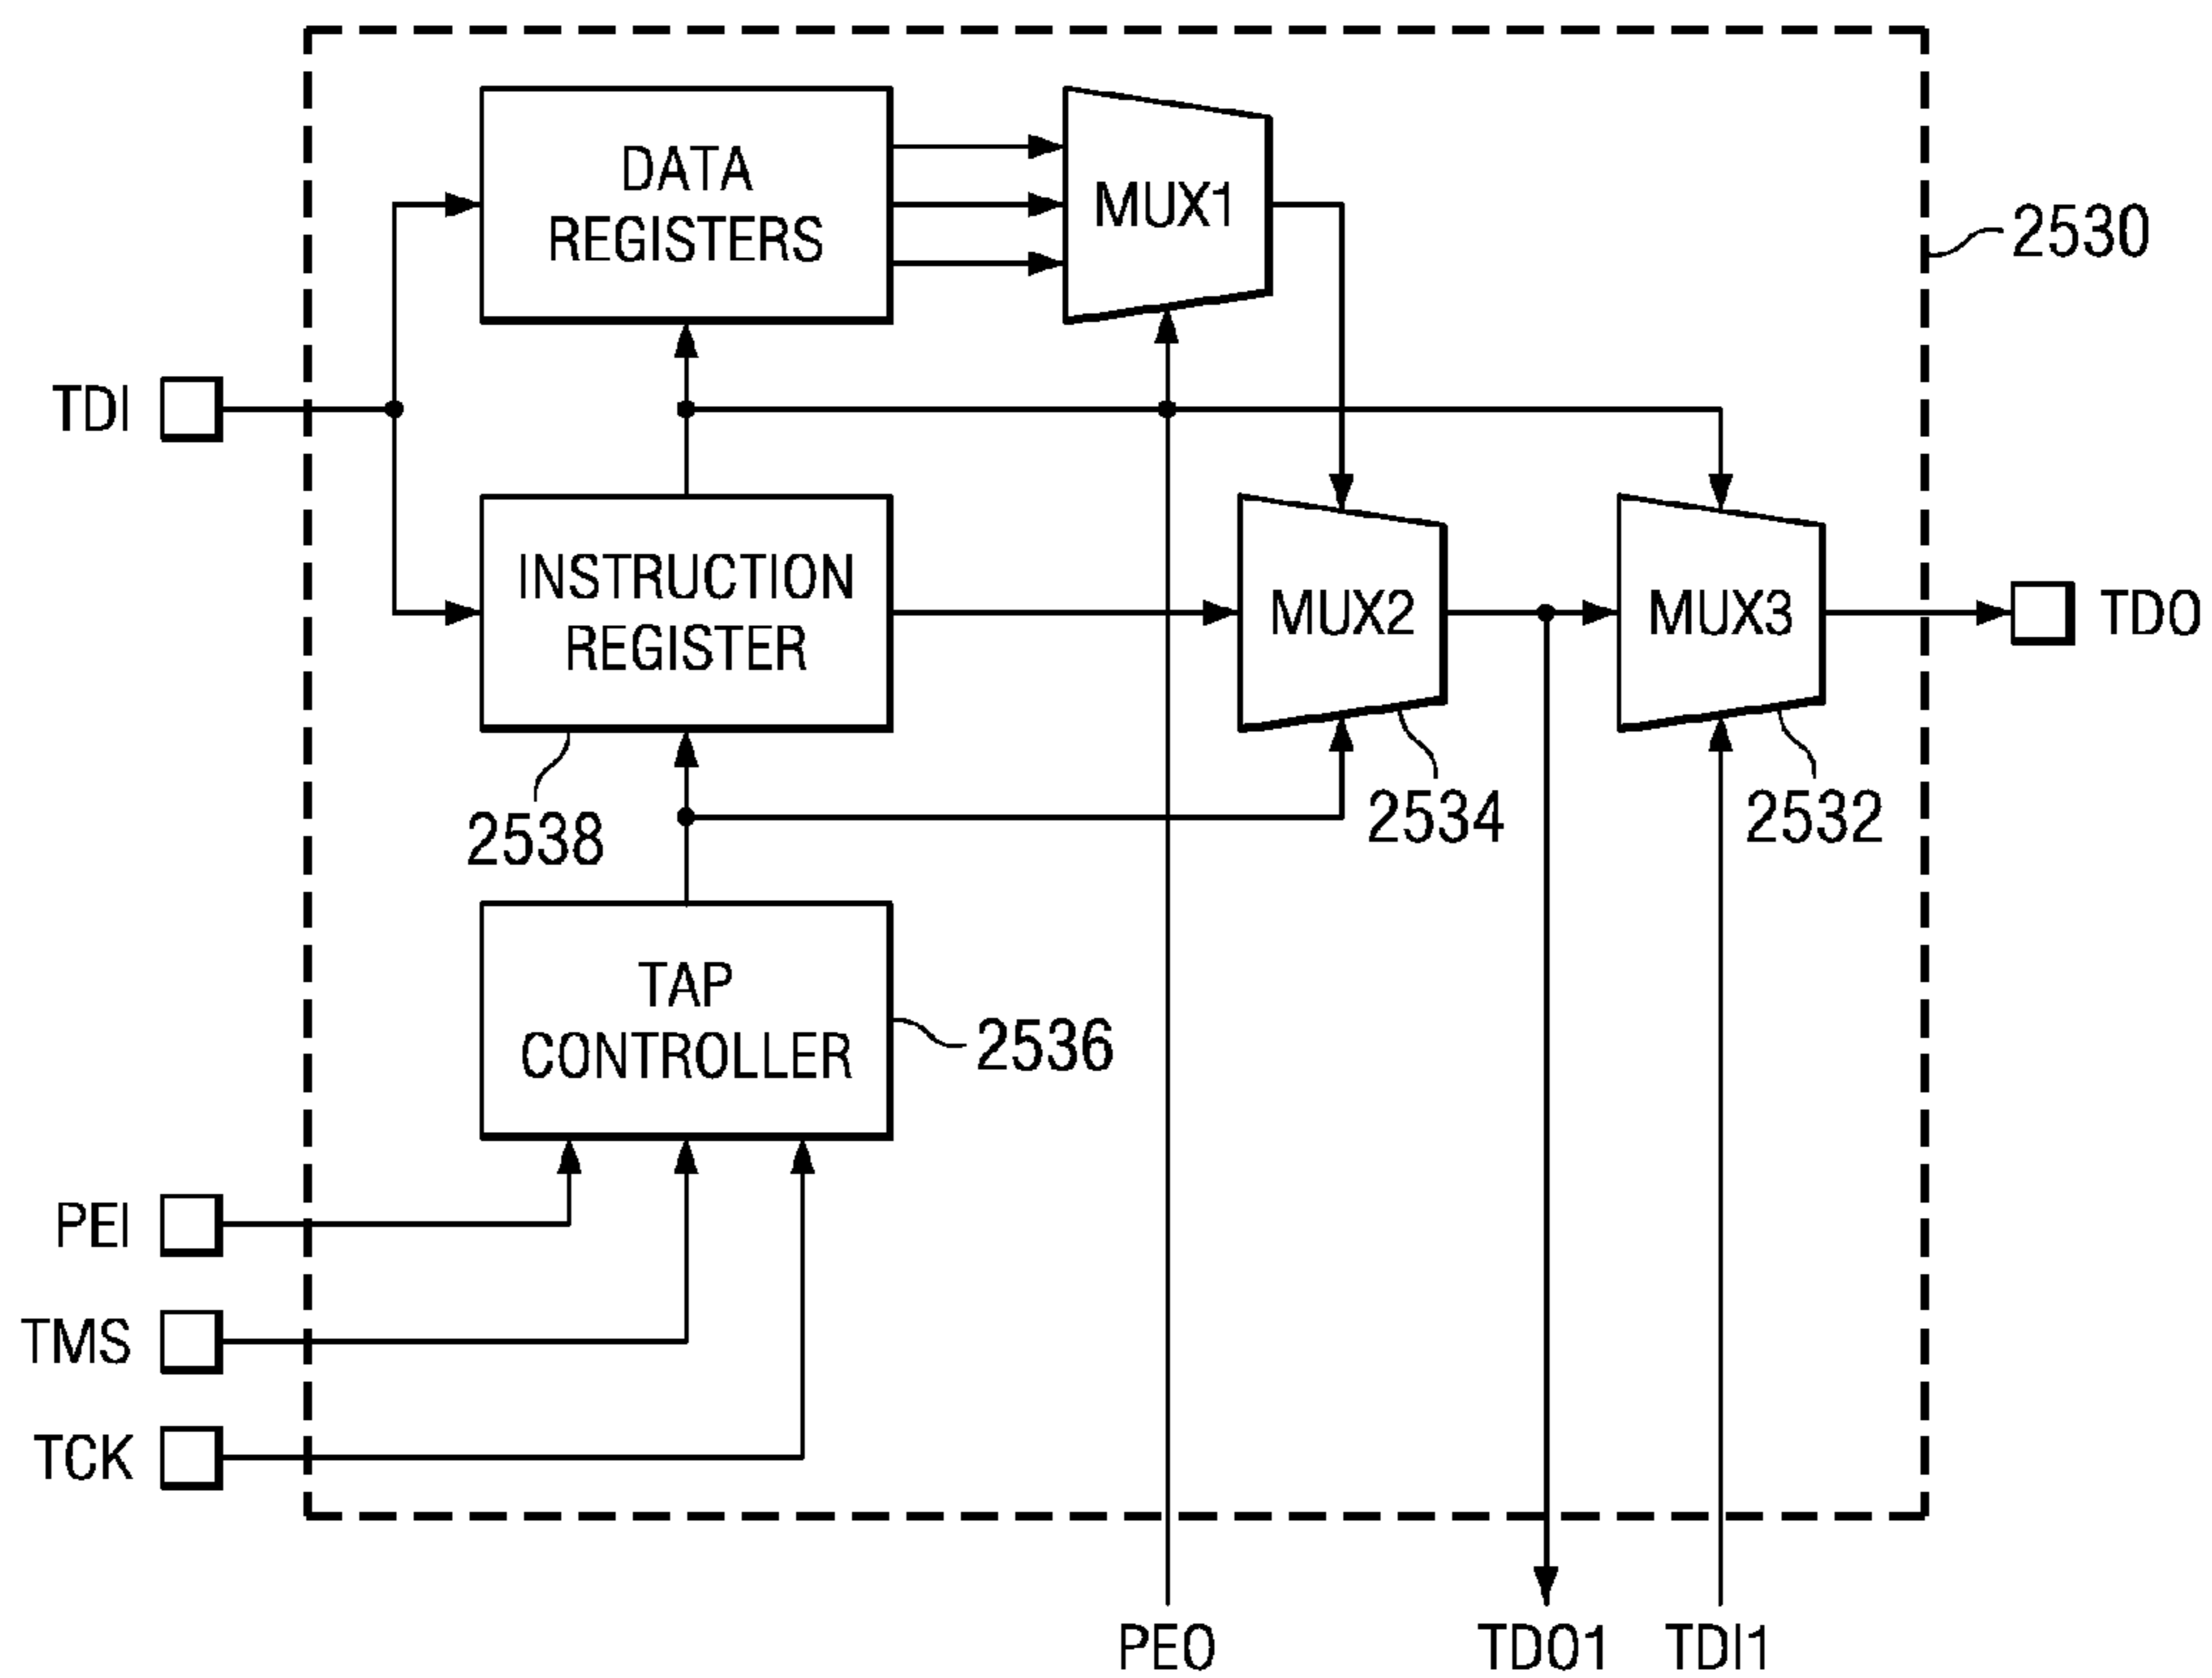 DATA
REGISTERS
MUX1
2530
TDI
INSTRUCTION
REGISTER
MUX2
MUX3
TDO
2538
2534
2532
TAP
CONTROLLER
2536
PEI
TMS
TCK
PEO
TDO1
TDI1